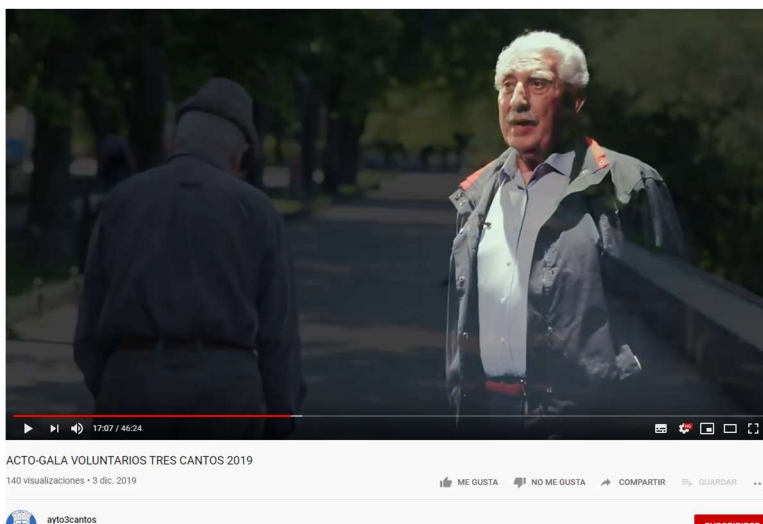 17:07 / 46:24
HD
ACTO-GALA VOLUNTARIOS TRES CANTOS 2019
140 visualizaciones • 3 dic. 2019
ME GUSTA NO ME GUSTA COMPARTIR GUARDAR ...
ayto3cantos